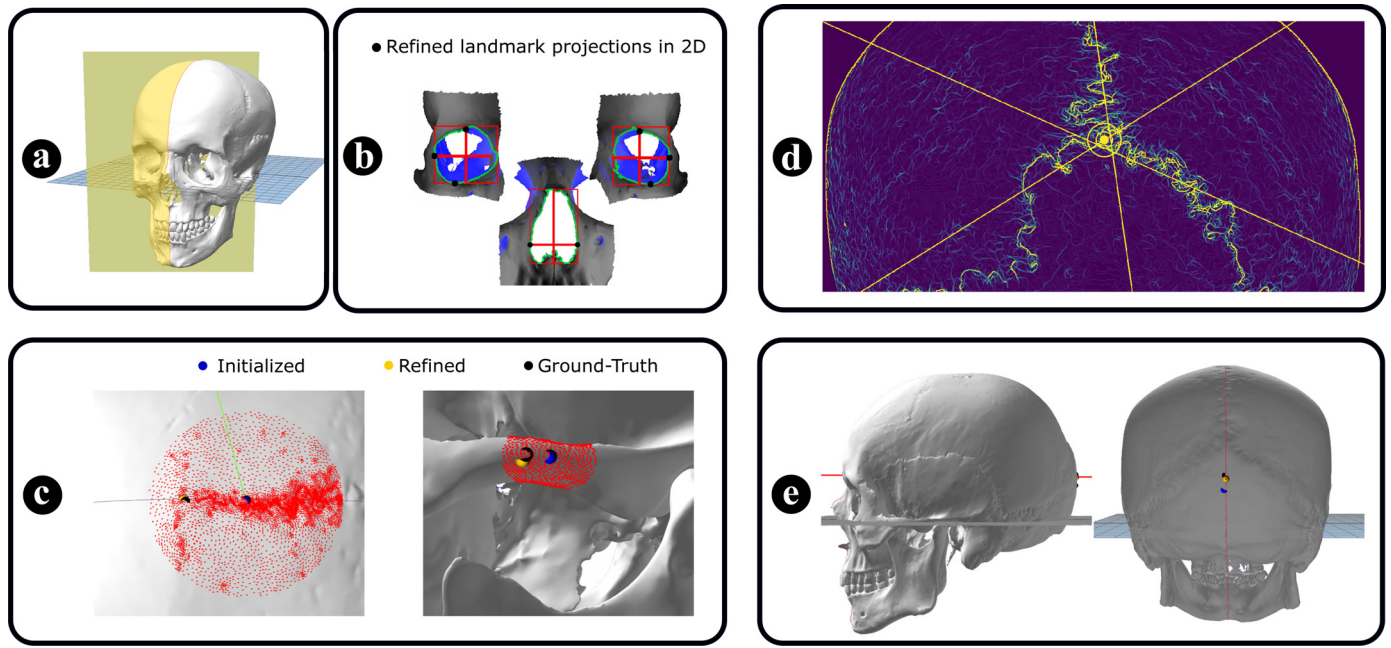 a
b
Refined landmark projections in 2D
d
Initialized
Refined
Ground-Truth
c
e